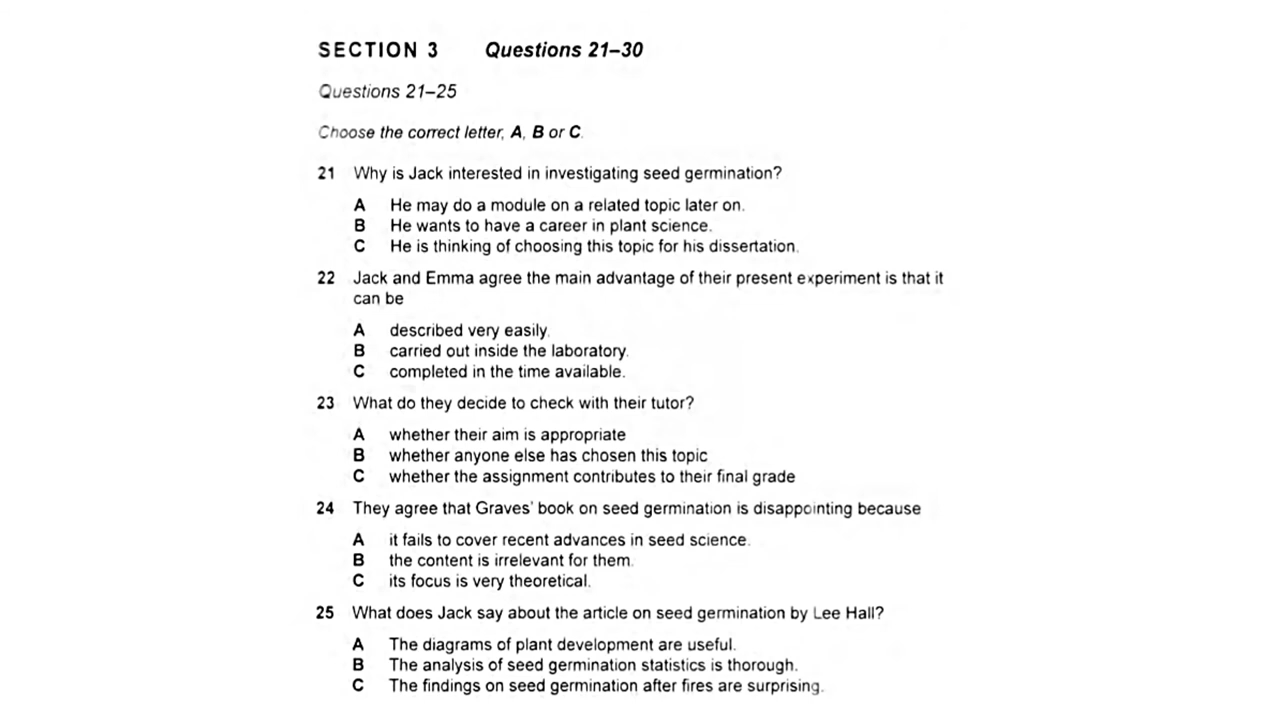 SECTION 3 Questions 21–30
Questions 21–25
Choose the correct letter, A, B or C.
21 Why is Jack interested in investigating seed germination?
A He may do a module on a related topic later on.
B He wants to have a career in plant science.
C He is thinking of choosing this topic for his dissertation.
22 Jack and Emma agree the main advantage of their present experiment is that it
can be
A described very easily.
B carried out inside the laboratory.
C completed in the time available.
23 What do they decide to check with their tutor?
A whether their aim is appropriate
B whether anyone else has chosen this topic
C whether the assignment contributes to their final grade
24 They agree that Graves' book on seed germination is disappointing because
A it fails to cover recent advances in seed science.
B the content is irrelevant for them.
C its focus is very theoretical.
25 What does Jack say about the article on seed germination by Lee Hall?
A The diagrams of plant development are useful.
B The analysis of seed germination statistics is thorough.
C The findings on seed germination after fires are surprising.